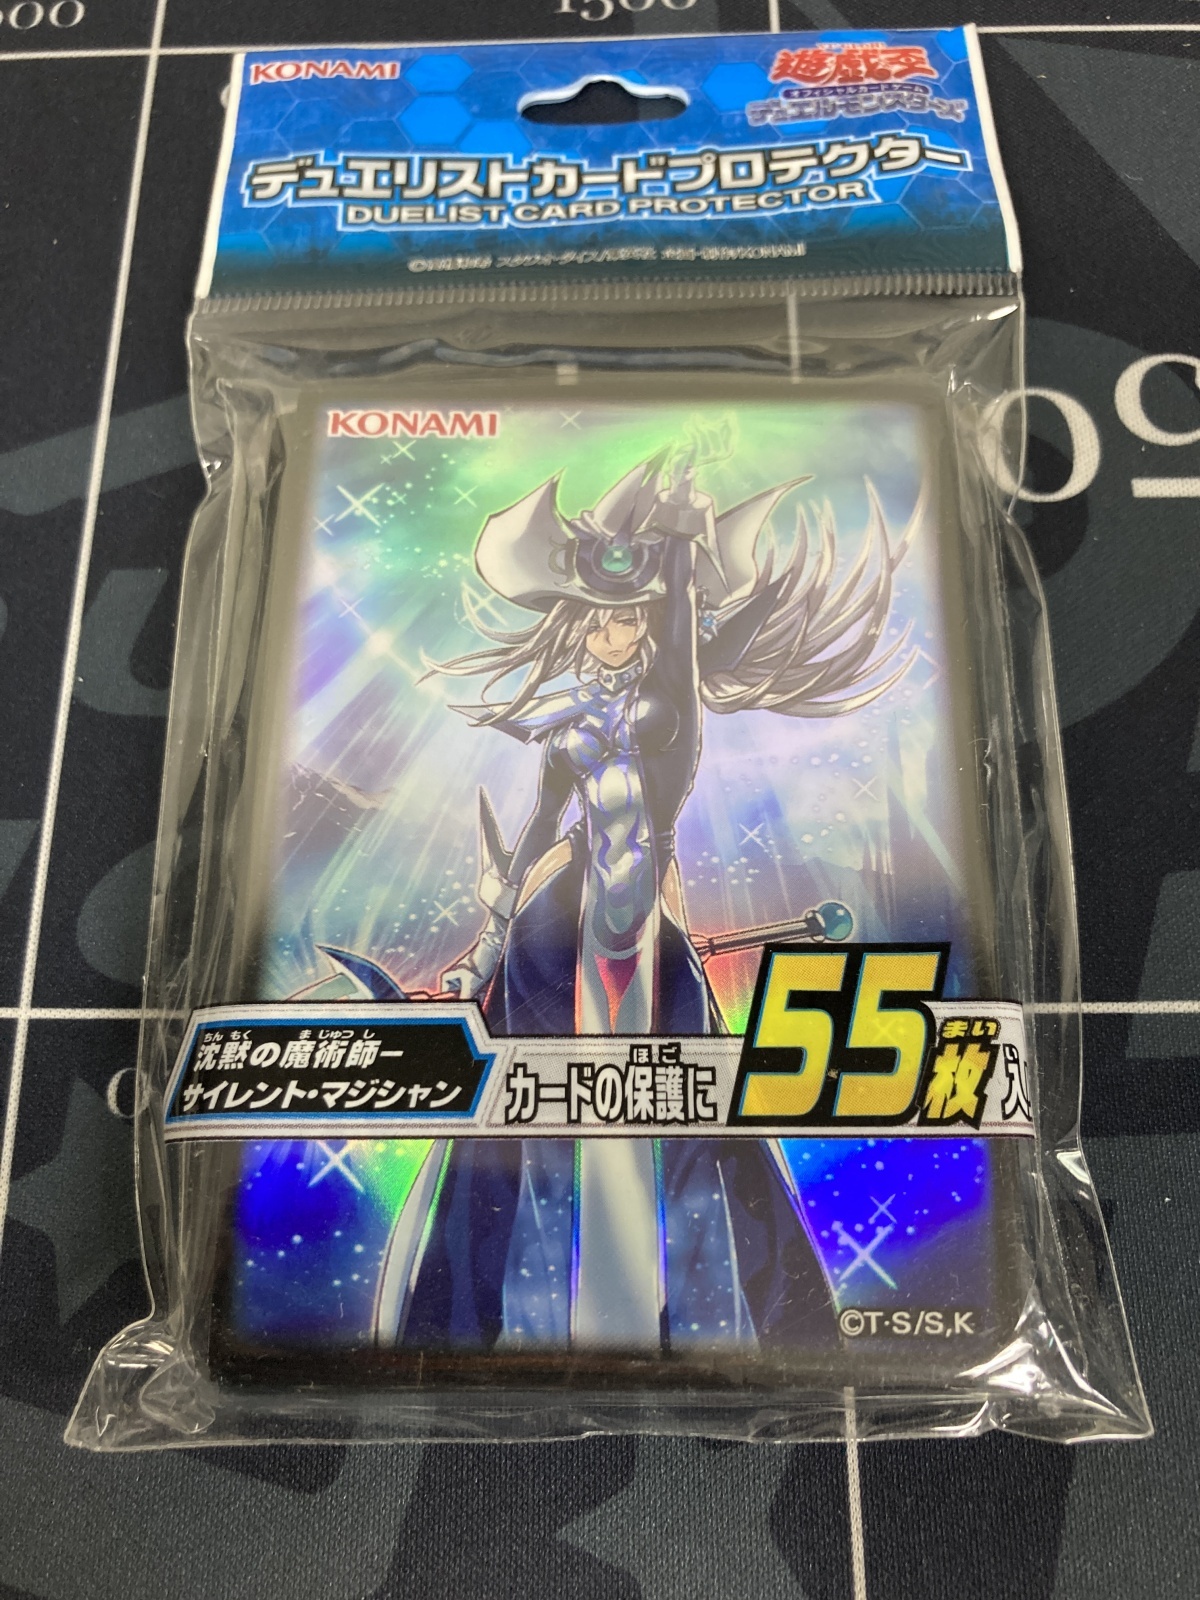 1500
KONAMI
遊戯王
オフィシャルカードゲーム
デュエルモンスターズ
デュエリストカードプロテクター
DUELIST CARD PROTECTOR
KONAMI
ちん もく ま じゅつ し
沈黙の魔術師－
サイレント・マジシャン
ほ ご
カードの保護に
55
まい
枚
入
©T・S/S,K